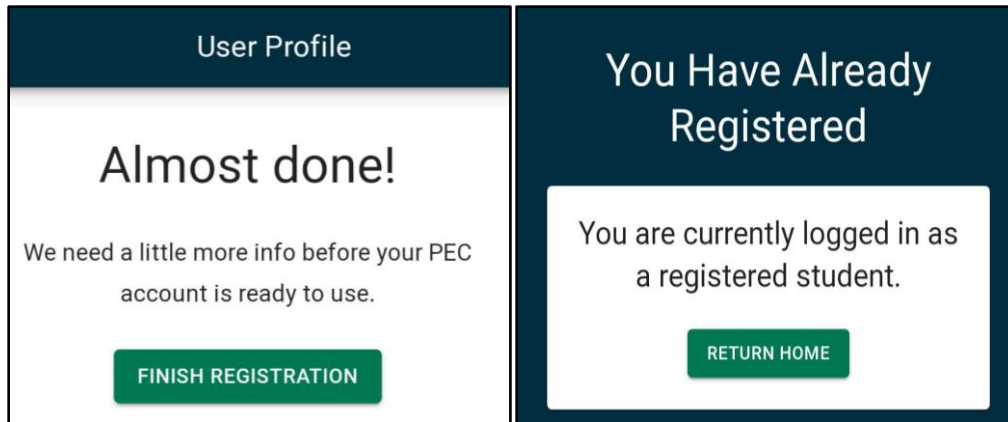 User Profile
Almost done!
We need a little more info before your PEC
account is ready to use.
FINISH REGISTRATION
You Have Already
Registered
You are currently logged in as
a registered student.
RETURN HOME